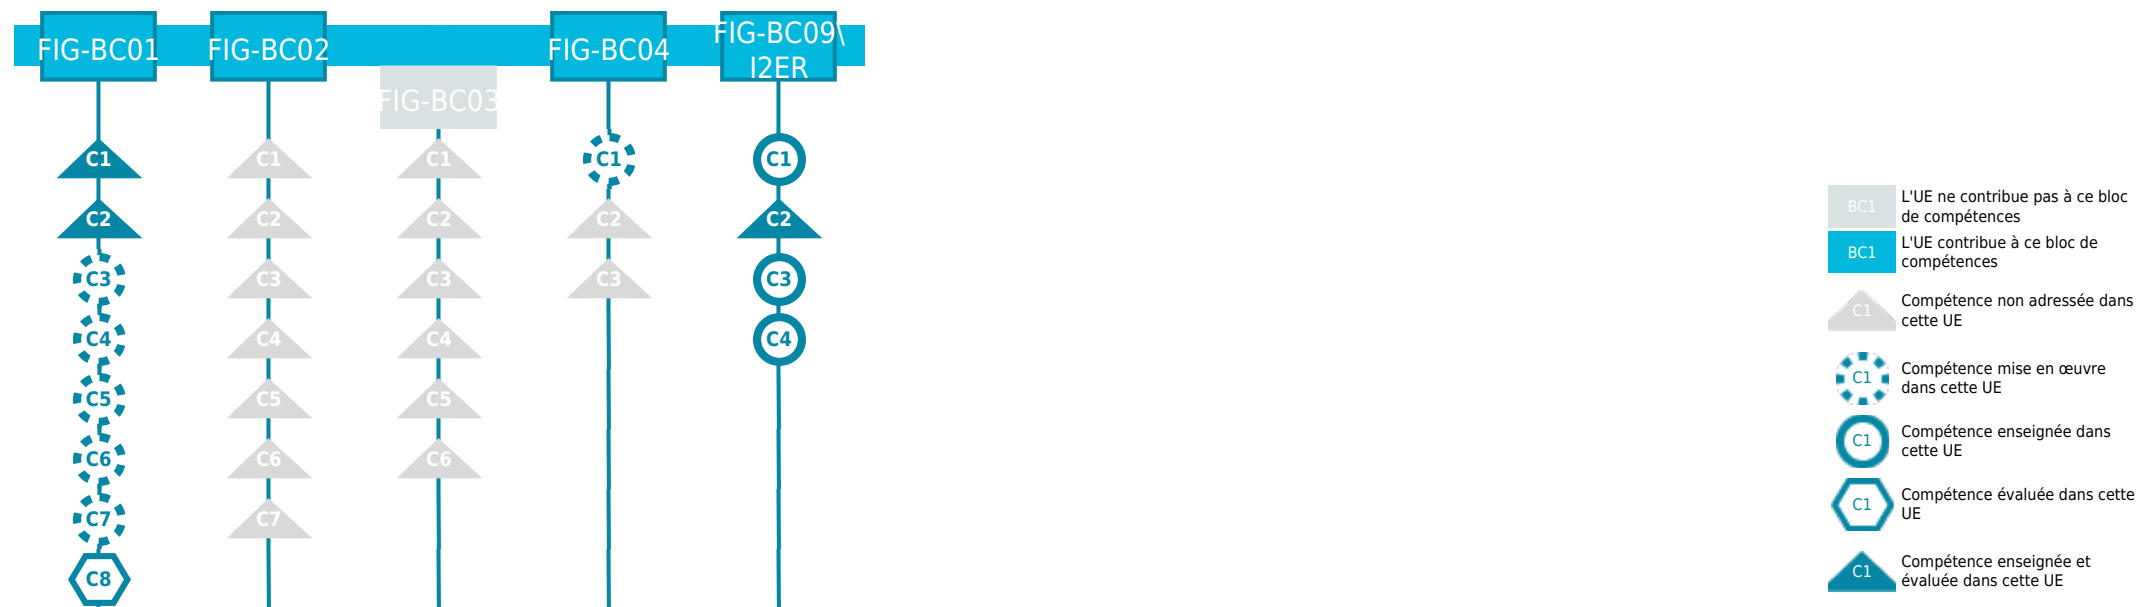 FIG-BC01
C1
C2
C3
C4
C5
C6
C7
C8
FIG-BC02
C1
C2
C3
C4
C5
C6
C7
FIG-BC03
C1
C2
C3
C4
C5
C6
FIG-BC04
C1
C2
C3
FIG-BC09\
I2ER
C1
C2
C3
C4
BC1
L'UE ne contribue pas à ce bloc
de compétences
BC1
L'UE contribue à ce bloc de
compétences
C1
Compétence non adressée dans
cette UE
C1
Compétence mise en œuvre
dans cette UE
C1
Compétence enseignée dans
cette UE
C1
Compétence évaluée dans cette
UE
C1
Compétence enseignée et
évaluée dans cette UE